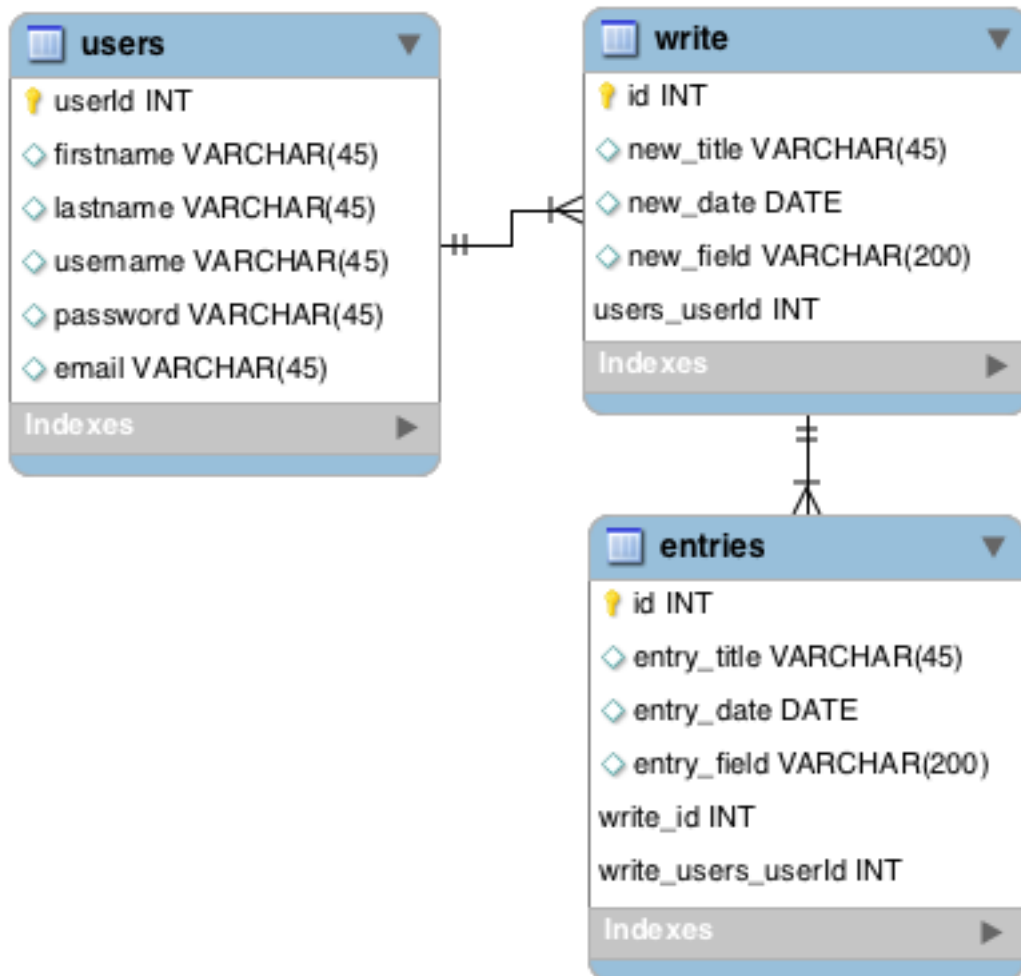 users
userId INT
firstname VARCHAR(45)
lastname VARCHAR(45)
username VARCHAR(45)
password VARCHAR(45)
email VARCHAR(45)
Indexes
write
id INT
new_title VARCHAR(45)
new_date DATE
new_field VARCHAR(200)
users_userId INT
Indexes
entries
id INT
entry_title VARCHAR(45)
entry_date DATE
entry_field VARCHAR(200)
write_id INT
write_users_userId INT
Indexes